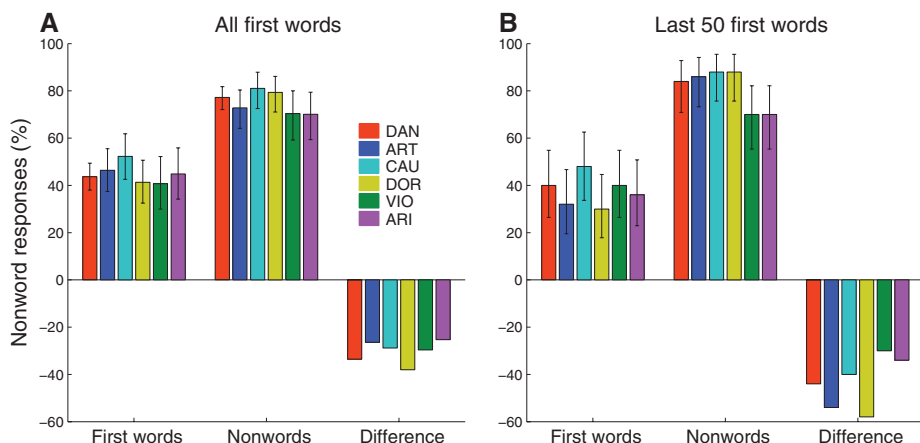 A
All first words
B
Last 50 first words
Nonword responses (%)
100
80
60
40
20
0
−20
−40
−60
DAN
ART
CAU
DOR
VIO
ARI
First words
Nonwords
Difference
100
80
60
40
20
0
−20
−40
−60
First words
Nonwords
Difference